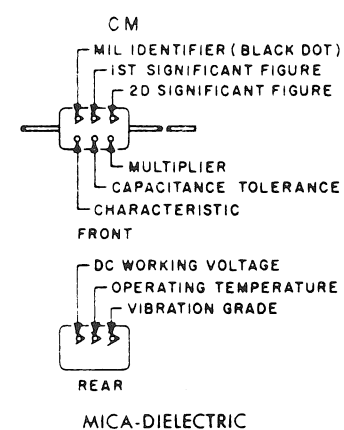 CM
MIL IDENTIFIER (BLACK DOT)
1ST SIGNIFICANT FIGURE
2D SIGNIFICANT FIGURE
MULTIPLIER
CAPACITANCE TOLERANCE
CHARACTERISTIC
FRONT
DC WORKING VOLTAGE
OPERATING TEMPERATURE
VIBRATION GRADE
REAR
MICA-DIELECTRIC